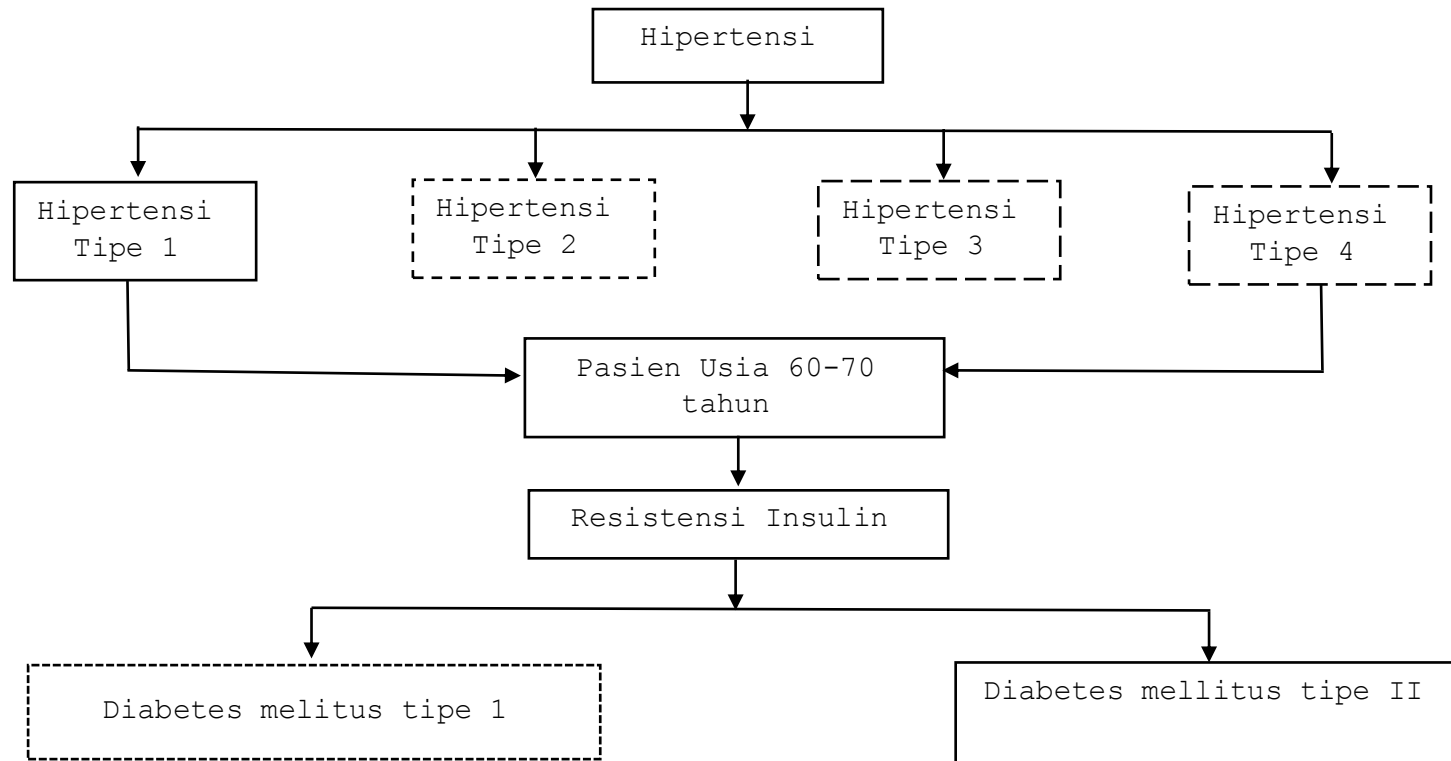 Hipertensi
Hipertensi
Tipe 1
Hipertensi
Tipe 2
Hipertensi
Tipe 3
Hipertensi
Tipe 4
Pasien Usia 60-70
tahun
Resistensi Insulin
Diabetes melitus tipe 1
Diabetes mellitus tipe II